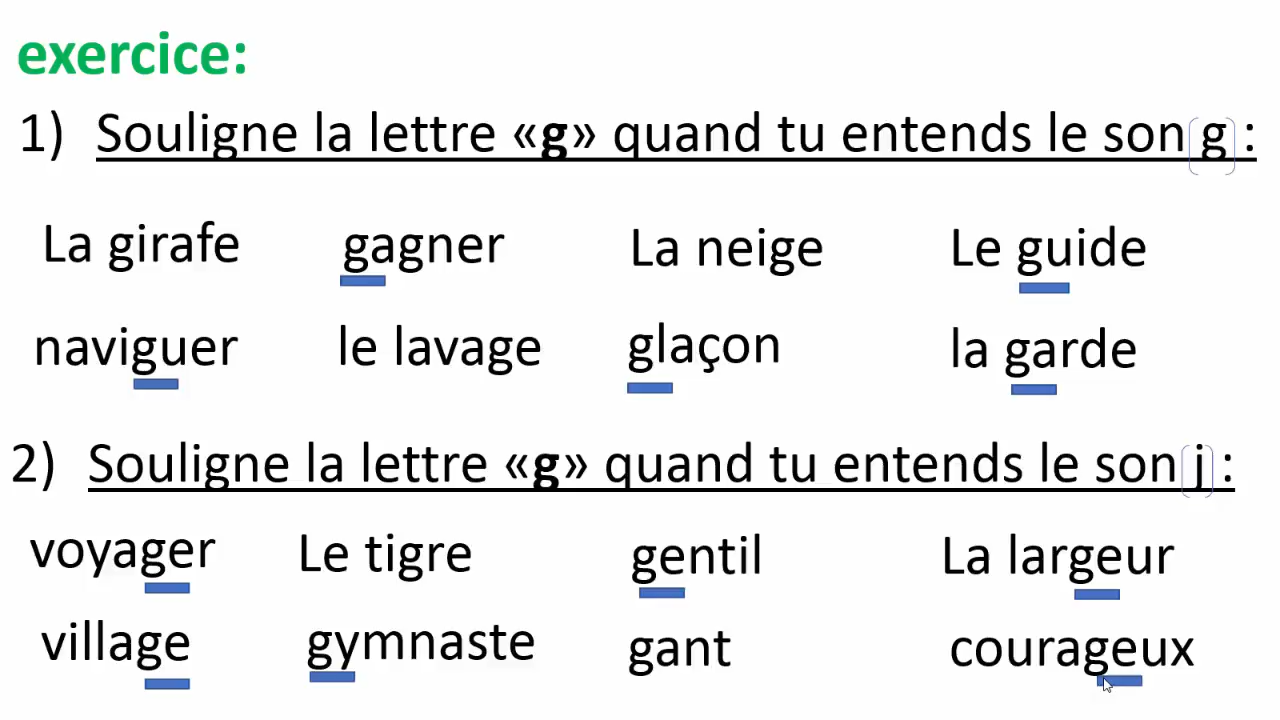 exercice:
1) Souligne la lettre «g» quand tu entends le son [g] :
La girafe gagner La neige Le guide
naviguer le lavage glaçon la garde
2) Souligne la lettre «g» quand tu entends le son [j] :
voyager Le tigre gentil La largeur
village gymnaste gant courageux